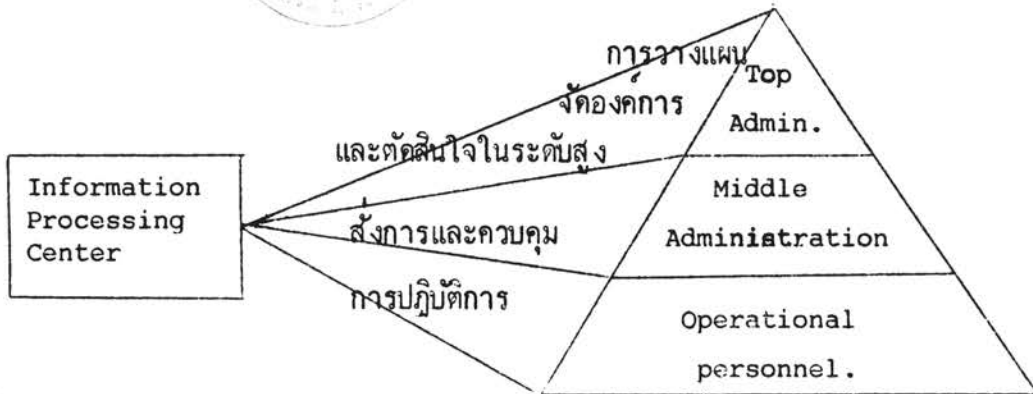 การวางแผน
จัดองค์การ
และตัดสินใจในระดับสูง
สั่งการและควบคุม
การปฏิบัติการ
Information
Processing
Center
Top
Admin.
Middle
Administration
Operational
personnel.